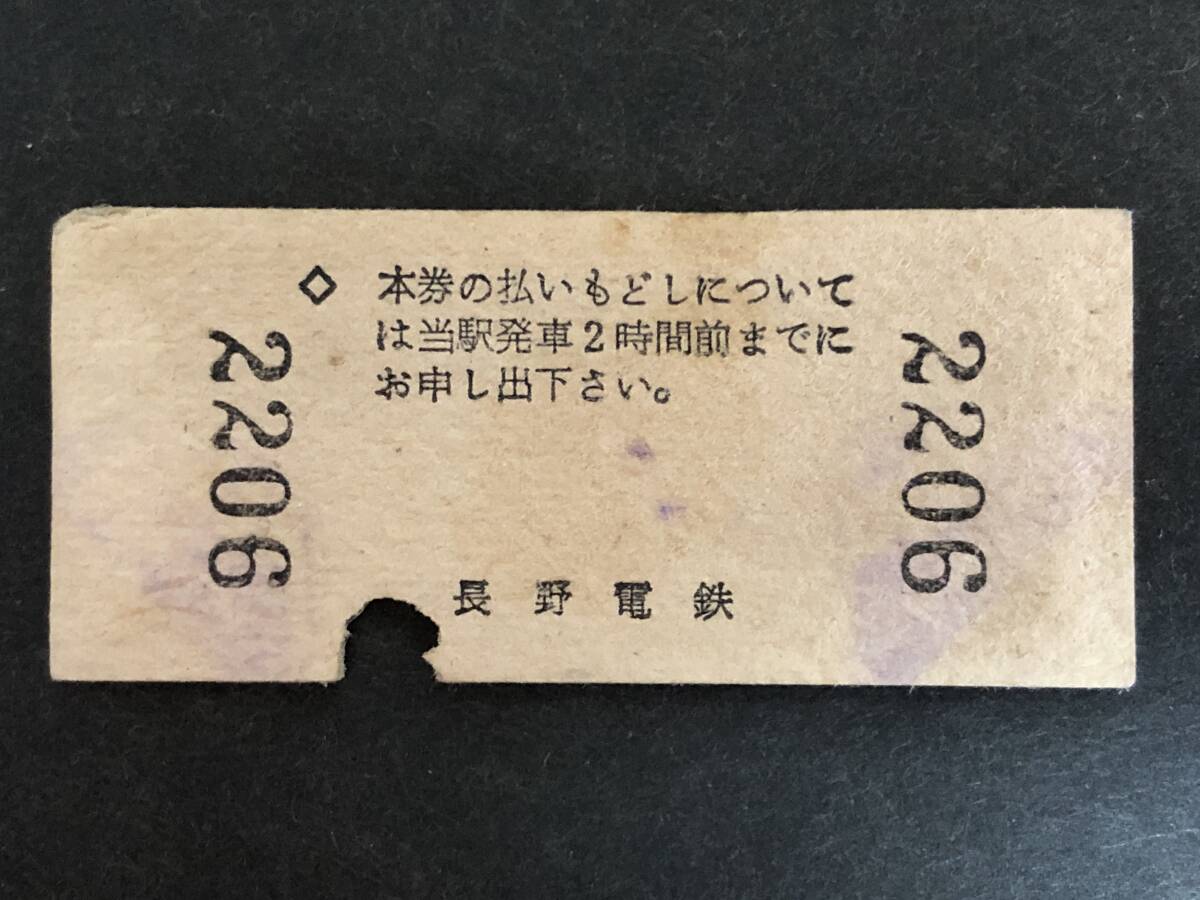 ◇ 本券の払いもどしについて
は当駅発車2時間前までに
お申し出下さい。
2206
2206
長野電鉄